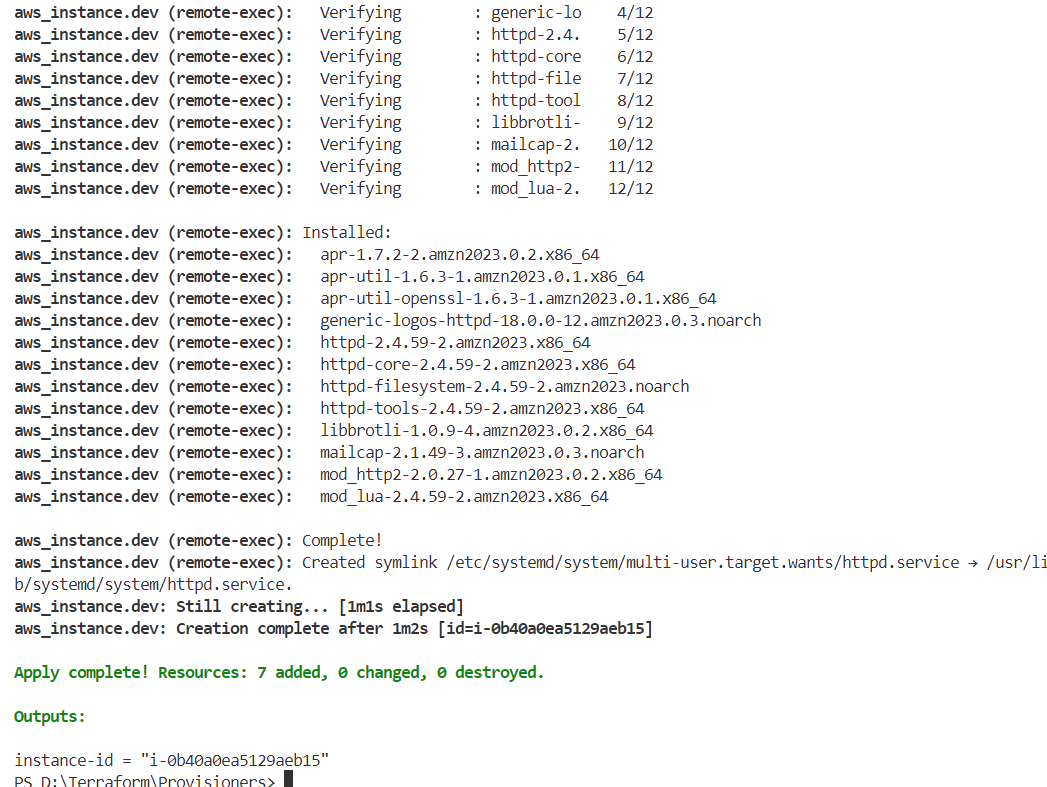 aws_instance.dev (remote-exec):   Verifying        : generic-lo    4/12
aws_instance.dev (remote-exec):   Verifying        : httpd-2.4.    5/12
aws_instance.dev (remote-exec):   Verifying        : httpd-core    6/12
aws_instance.dev (remote-exec):   Verifying        : httpd-file    7/12
aws_instance.dev (remote-exec):   Verifying        : httpd-tool    8/12
aws_instance.dev (remote-exec):   Verifying        : libbrotli-    9/12
aws_instance.dev (remote-exec):   Verifying        : mailcap-2.   10/12
aws_instance.dev (remote-exec):   Verifying        : mod_http2-   11/12
aws_instance.dev (remote-exec):   Verifying        : mod_lua-2.   12/12

aws_instance.dev (remote-exec): Installed:
aws_instance.dev (remote-exec):   apr-1.7.2-2.amzn2023.0.2.x86_64
aws_instance.dev (remote-exec):   apr-util-1.6.3-1.amzn2023.0.1.x86_64
aws_instance.dev (remote-exec):   apr-util-openssl-1.6.3-1.amzn2023.0.1.x86_64
aws_instance.dev (remote-exec):   generic-logos-httpd-18.0.0-12.amzn2023.0.3.noarch
aws_instance.dev (remote-exec):   httpd-2.4.59-2.amzn2023.x86_64
aws_instance.dev (remote-exec):   httpd-core-2.4.59-2.amzn2023.x86_64
aws_instance.dev (remote-exec):   httpd-filesystem-2.4.59-2.amzn2023.noarch
aws_instance.dev (remote-exec):   httpd-tools-2.4.59-2.amzn2023.x86_64
aws_instance.dev (remote-exec):   libbrotli-1.0.9-4.amzn2023.0.2.x86_64
aws_instance.dev (remote-exec):   mailcap-2.1.49-3.amzn2023.0.3.noarch
aws_instance.dev (remote-exec):   mod_http2-2.0.27-1.amzn2023.0.2.x86_64
aws_instance.dev (remote-exec):   mod_lua-2.4.59-2.amzn2023.x86_64

aws_instance.dev (remote-exec): Complete!
aws_instance.dev (remote-exec): Created symlink /etc/systemd/system/multi-user.target.wants/httpd.service → /usr/li
b/systemd/system/httpd.service.
aws_instance.dev: Still creating... [1m1s elapsed]
aws_instance.dev: Creation complete after 1m2s [id=i-0b40a0ea5129aeb15]

Apply complete! Resources: 7 added, 0 changed, 0 destroyed.

Outputs:

instance-id = "i-0b40a0ea5129aeb15"
PS D:\Terraform\Provisioners>